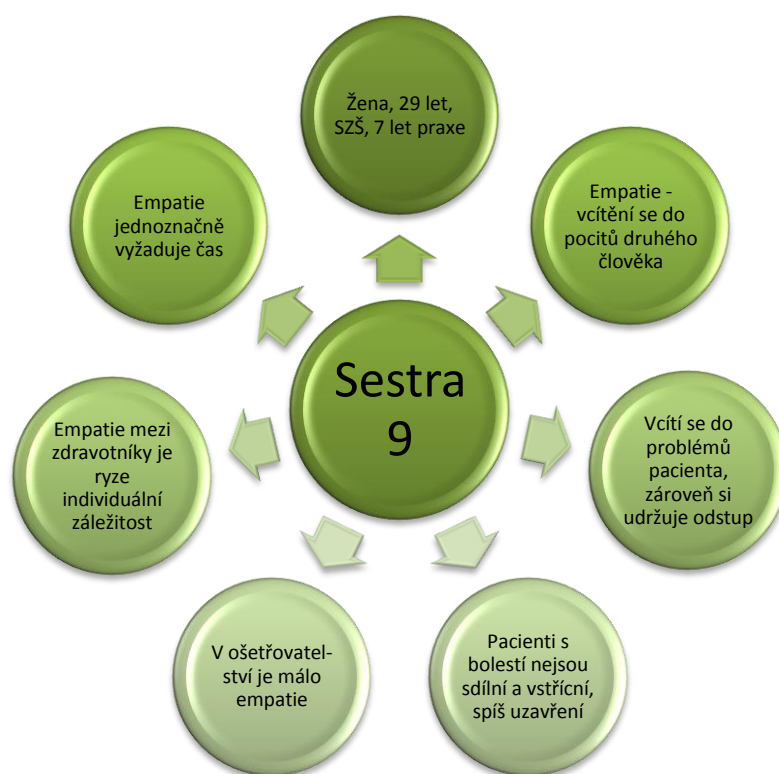 Žena, 29 let,
SZŠ, 7 let praxe
Empatie -
vcítění se do
pocitů druhého
člověka
Vcítí se do
problémů
pacienta,
zároveň si
udržuje odstup
Pacienti s
bolestí nejsou
sdílní a vstřícní,
spíš uzavření
V ošetřovatel-
ství je málo
empatie
Empatie mezi
zdravotníky je
ryze
individuální
záležitost
Empatie
jednoznačně
vyžaduje čas
Sestra
9